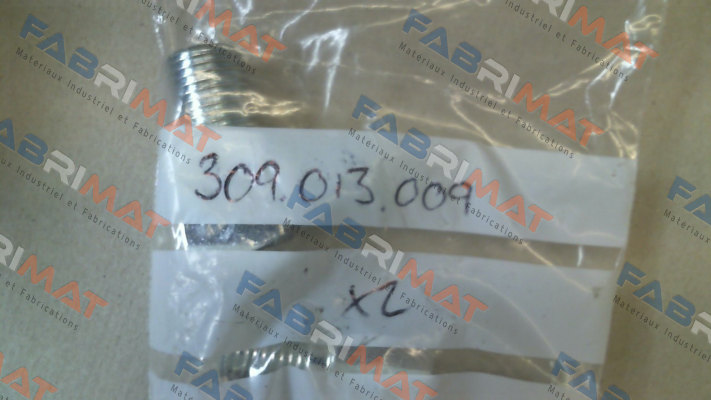 FABRIMAT
Materiaux Industriel et Fabrications
309.013.009
x2